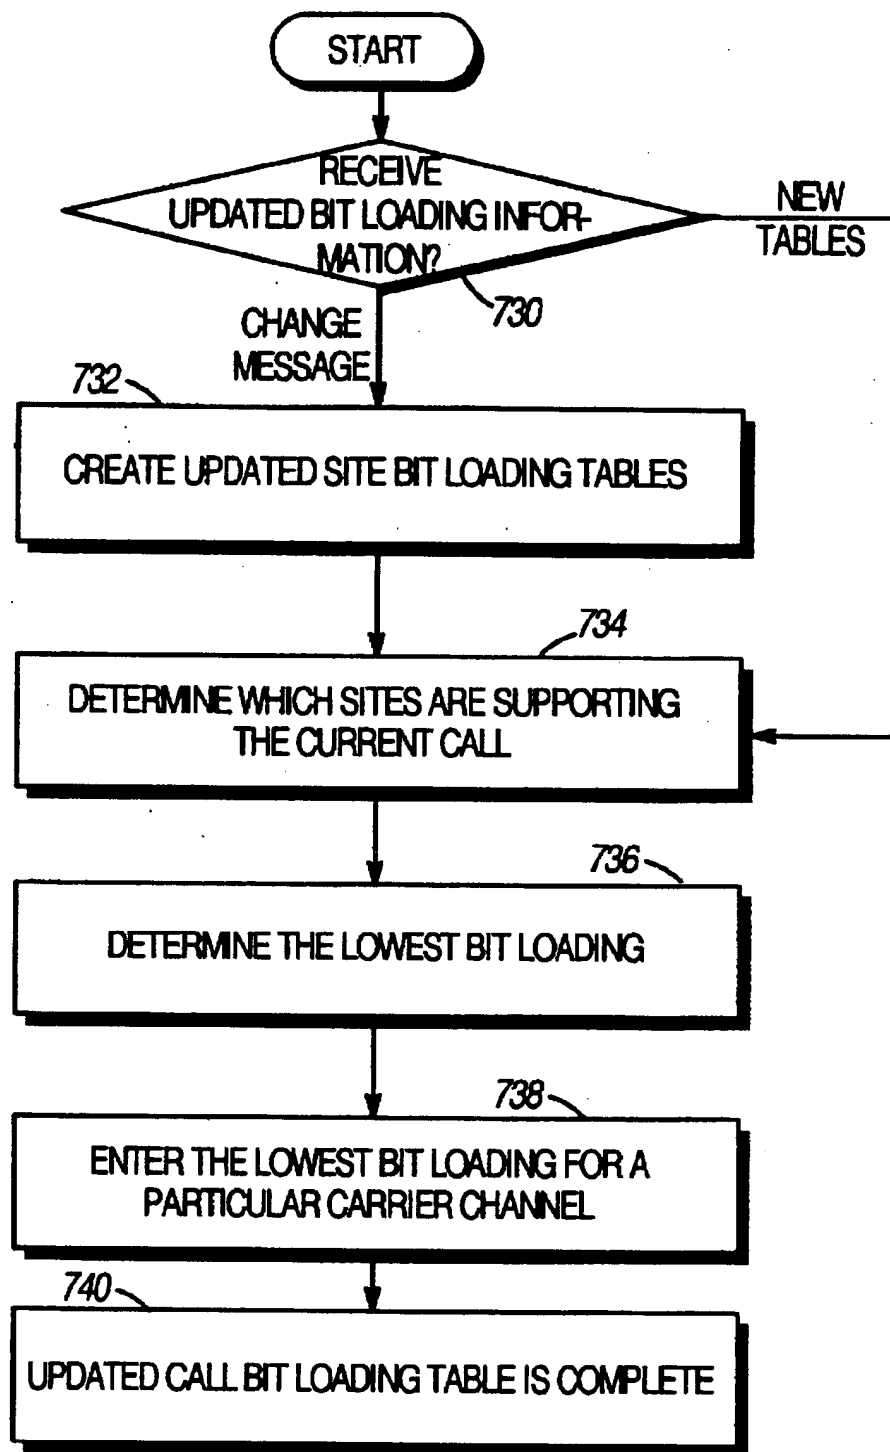 START
RECEIVE
UPDATED BIT LOADING INFOR-
MATION?
NEW
TABLES
730
CHANGE
MESSAGE
732
CREATE UPDATED SITE BIT LOADING TABLES
734
DETERMINE WHICH SITES ARE SUPPORTING
THE CURRENT CALL
736
DETERMINE THE LOWEST BIT LOADING
738
ENTER THE LOWEST BIT LOADING FOR A
PARTICULAR CARRIER CHANNEL
740
UPDATED CALL BIT LOADING TABLE IS COMPLETE